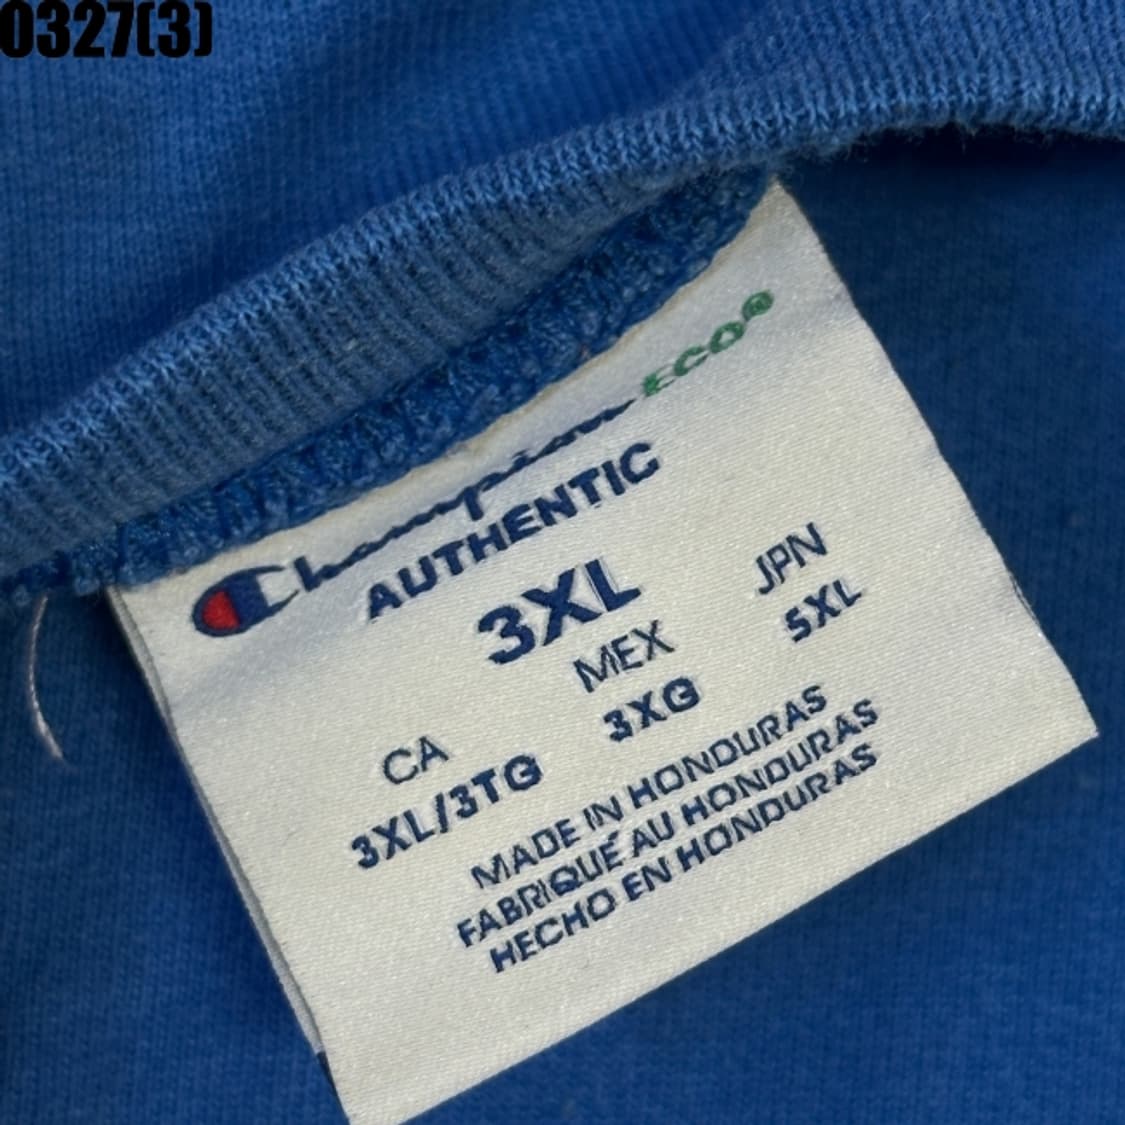 0327(3)
Champion ECO®
AUTHENTIC
3XL
JPN
5XL
MEX
3XG
CA
3XL/3TG
MADE IN HONDURAS
FABRIQUÉ AU HONDURAS
HECHO EN HONDURAS